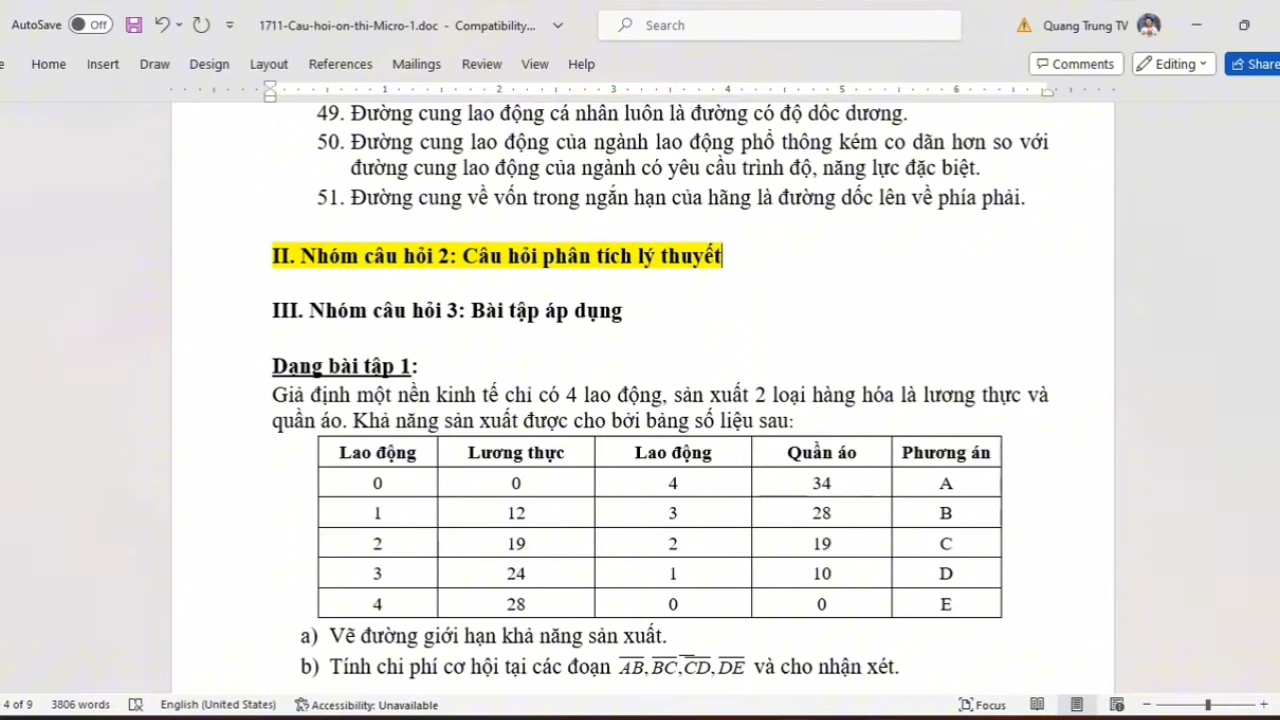 AutoSave Off 1711-Cau-hoi-on-thi-Micro-1.doc - Compatibility... Search Quang Trung TV
Home Insert Draw Design Layout References Mailings Review View Help Comments Editing Share
1 2 3 4 5 6
49. Đường cung lao động cá nhân luôn là đường có độ dốc dương.
50. Đường cung lao động của ngành lao động phổ thông kém co dãn hơn so với
đường cung lao động của ngành có yêu cầu trình độ, năng lực đặc biệt.
51. Đường cung về vốn trong ngắn hạn của hãng là đường dốc lên về phía phải.
II. Nhóm câu hỏi 2: Câu hỏi phân tích lý thuyết
III. Nhóm câu hỏi 3: Bài tập áp dụng
Dạng bài tập 1:
Giả định một nền kinh tế chỉ có 4 lao động, sản xuất 2 loại hàng hóa là lương thực và
quần áo. Khả năng sản xuất được cho bởi bảng số liệu sau:
Lao động Lương thực Lao động Quần áo Phương án
0 0 4 34 A
1 12 3 28 B
2 19 2 19 C
3 24 1 10 D
4 28 0 0 E
a) Vẽ đường giới hạn khả năng sản xuất.
b) Tính chi phí cơ hội tại các đoạn AB, BC, CD, DE và cho nhận xét.
4 of 9 3806 words English (United States) Accessibility: Unavailable Focus